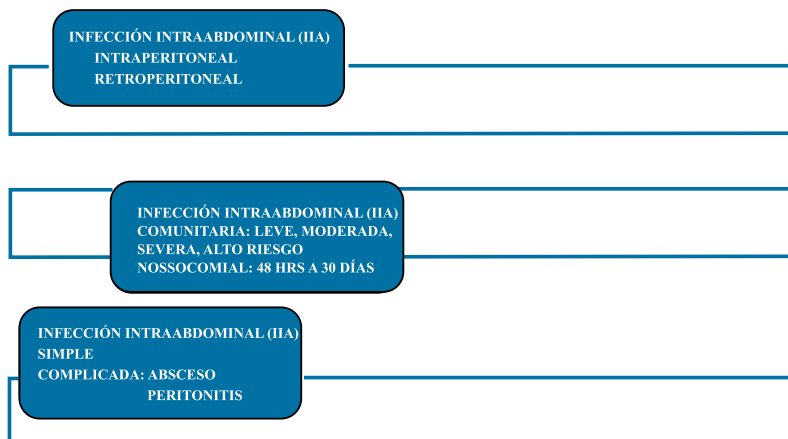 INFECCIÓN INTRAABDOMINAL (IIA)
INTRAPERITONEAL
RETROPERITONEAL
INFECCIÓN INTRAABDOMINAL (IIA)
COMUNITARIA: LEVE, MODERADA,
SEVERA, ALTO RIESGO
NOSSOCOMIAL: 48 HRS A 30 DÍAS
INFECCIÓN INTRAABDOMINAL (IIA)
SIMPLE
COMPLICADA: ABSCESO
PERITONITIS